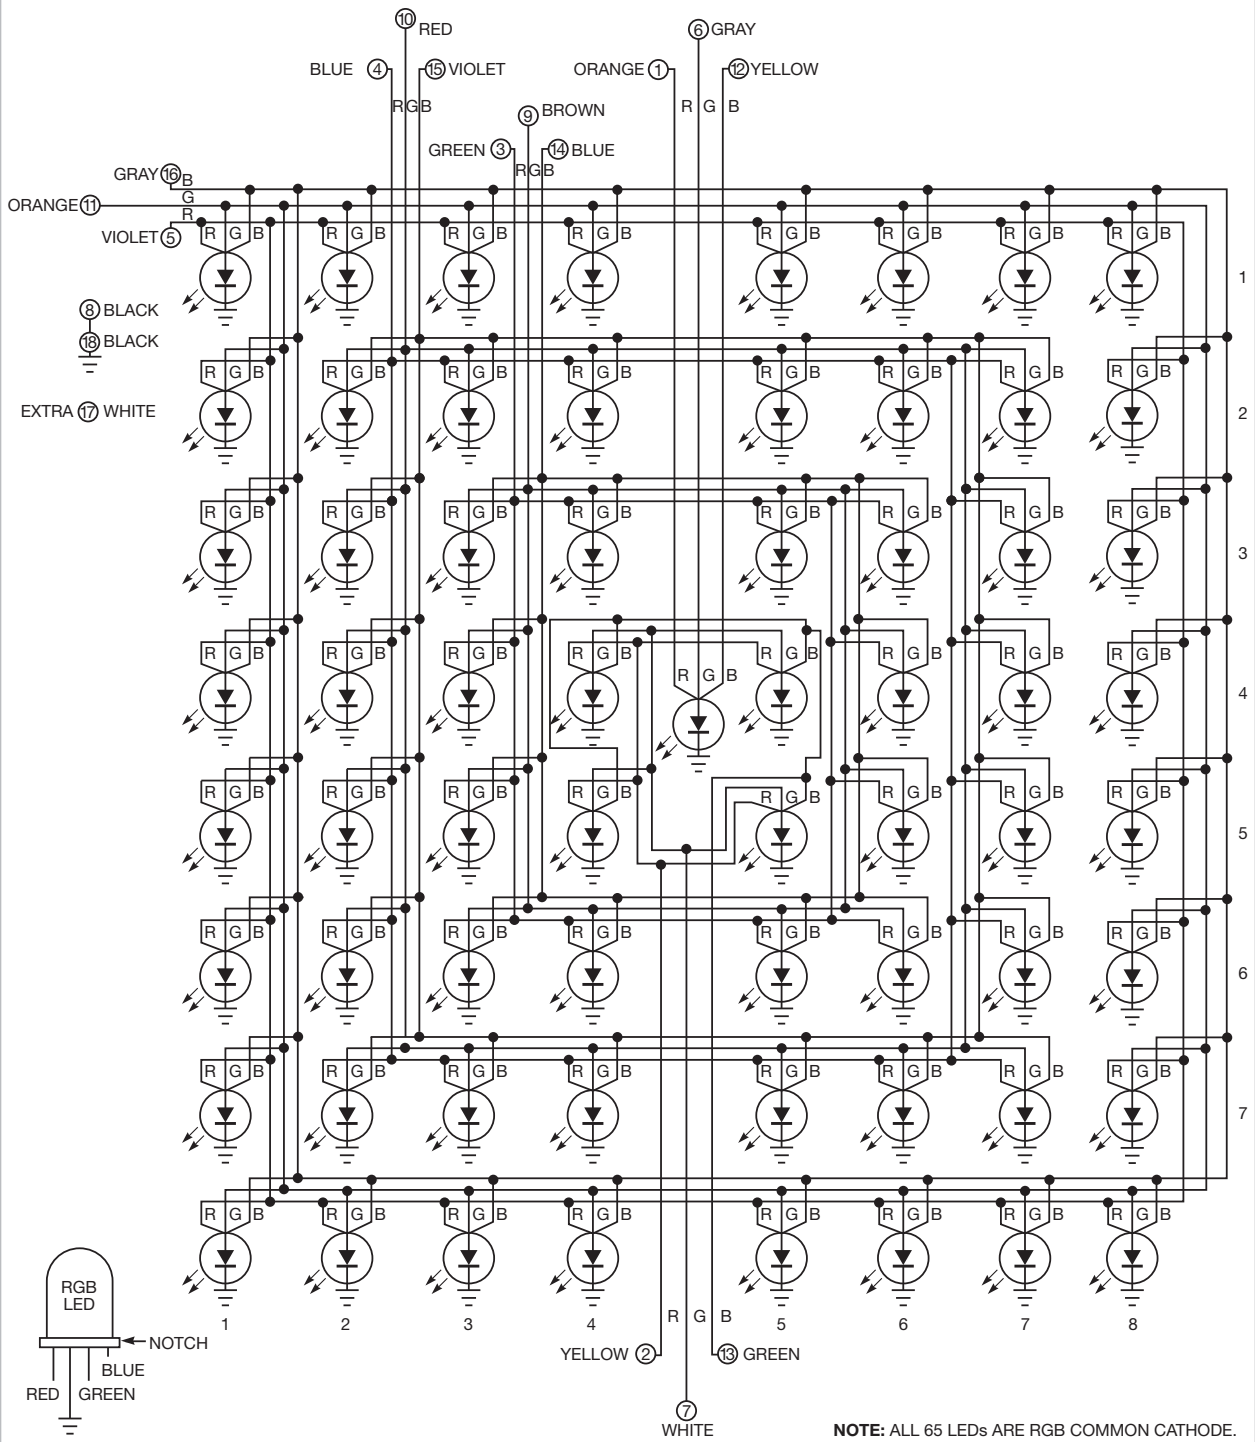 10 RED
6 GRAY
BLUE 4 15 VIOLET ORANGE 1 12 YELLOW
R G B R G B
9 BROWN
GREEN 3 14 BLUE
R G B
GRAY 16 B
ORANGE 11 G
R
VIOLET 5
R G B R G B R G B R G B R G B R G B R G B R G B
1
8 BLACK
18 BLACK
R G B R G B R G B R G B R G B R G B R G B R G B
EXTRA 17 WHITE
2
R G B R G B R G B R G B R G B R G B R G B R G B
3
R G B R G B R G B R G B R G B R G B R G B R G B
R G B
4
R G B R G B R G B R G B R G B R G B R G B R G B
5
R G B R G B R G B R G B R G B R G B R G B R G B
6
R G B R G B R G B R G B R G B R G B R G B R G B
7
R G B R G B R G B R G B R G B R G B R G B R G B
RGB
LED
R G B
1 2 3 4 5 6 7 8
NOTCH
YELLOW 2 13 GREEN
BLUE
RED GREEN
7
WHITE
NOTE: ALL 65 LEDs ARE RGB COMMON CATHODE.